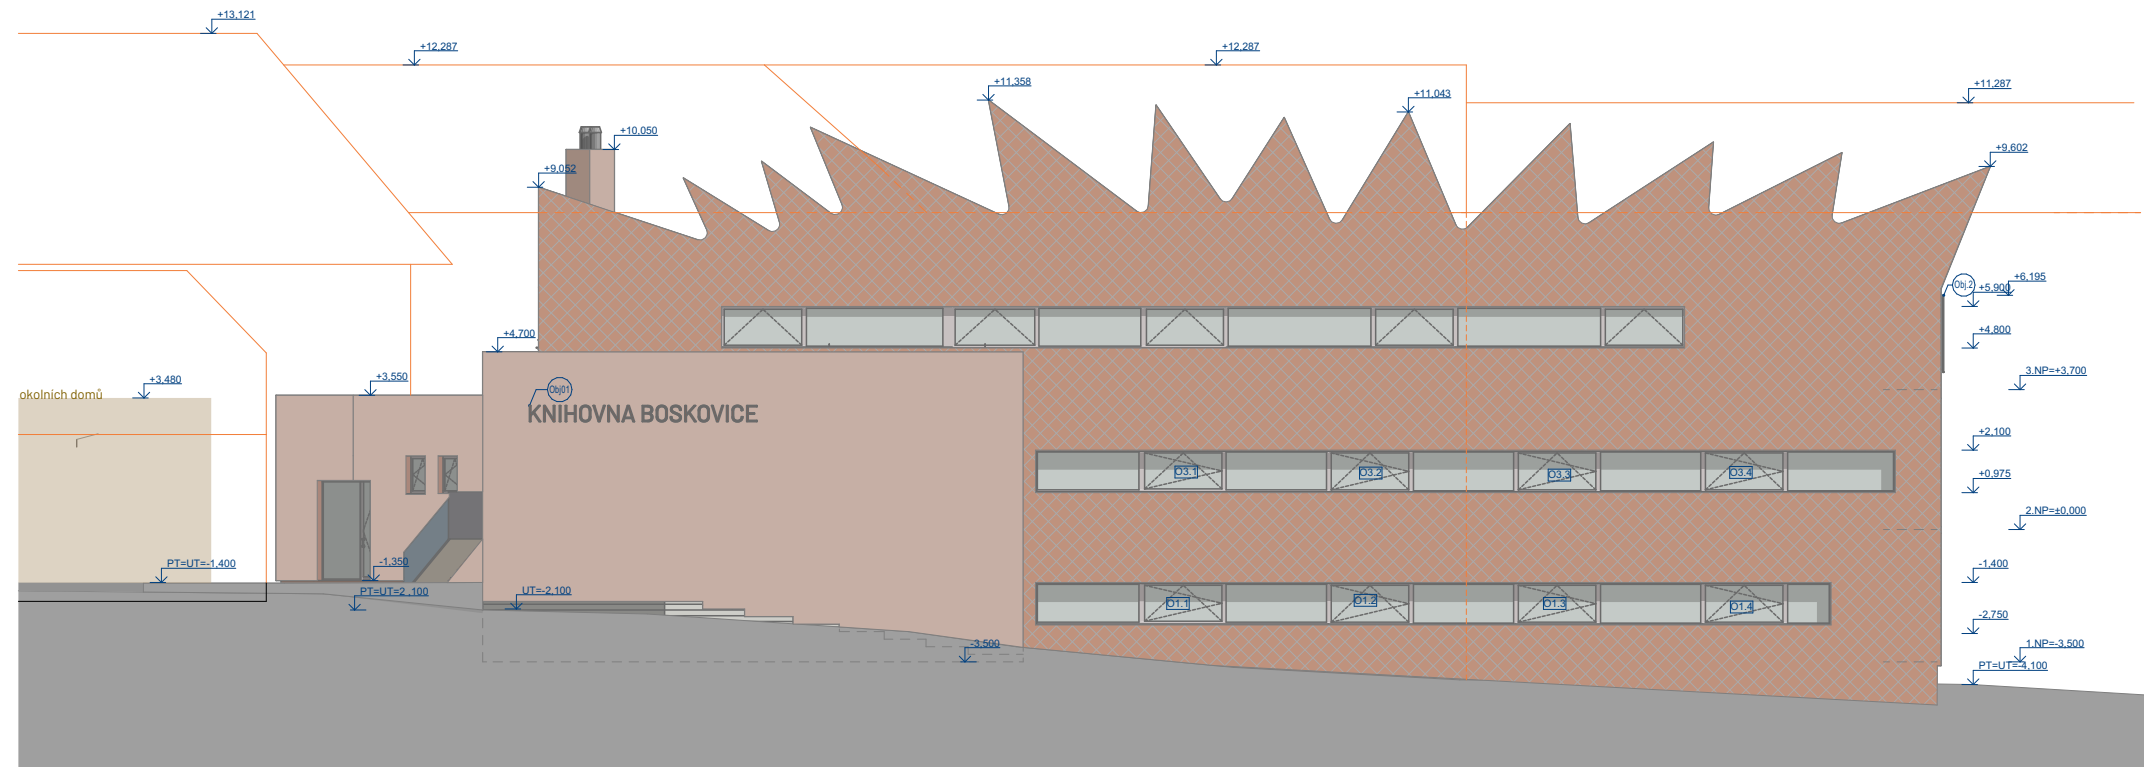 +13,121
+12,287
+12,287
+11,358
+11,043
+11,287
+10,050
+9,052
+9,602
+6,195
Obj.2
+5,900
+4,700
+4,800
+3,550
+3,480
3.NP=+3,700
okolních domů
Obj01
KNIHOVNA BOSKOVICE
+2,100
O3.1
O3.2
O3.3
O3.4
+0,975
2.NP=±0,000
PT=UT=-1,400
-1,350
-1,400
PT=UT=2,100
UT=-2,100
O1.1
O1.2
O1.3
O1.4
-2,750
-3,500
1.NP=-3,500
PT=UT=-4,100